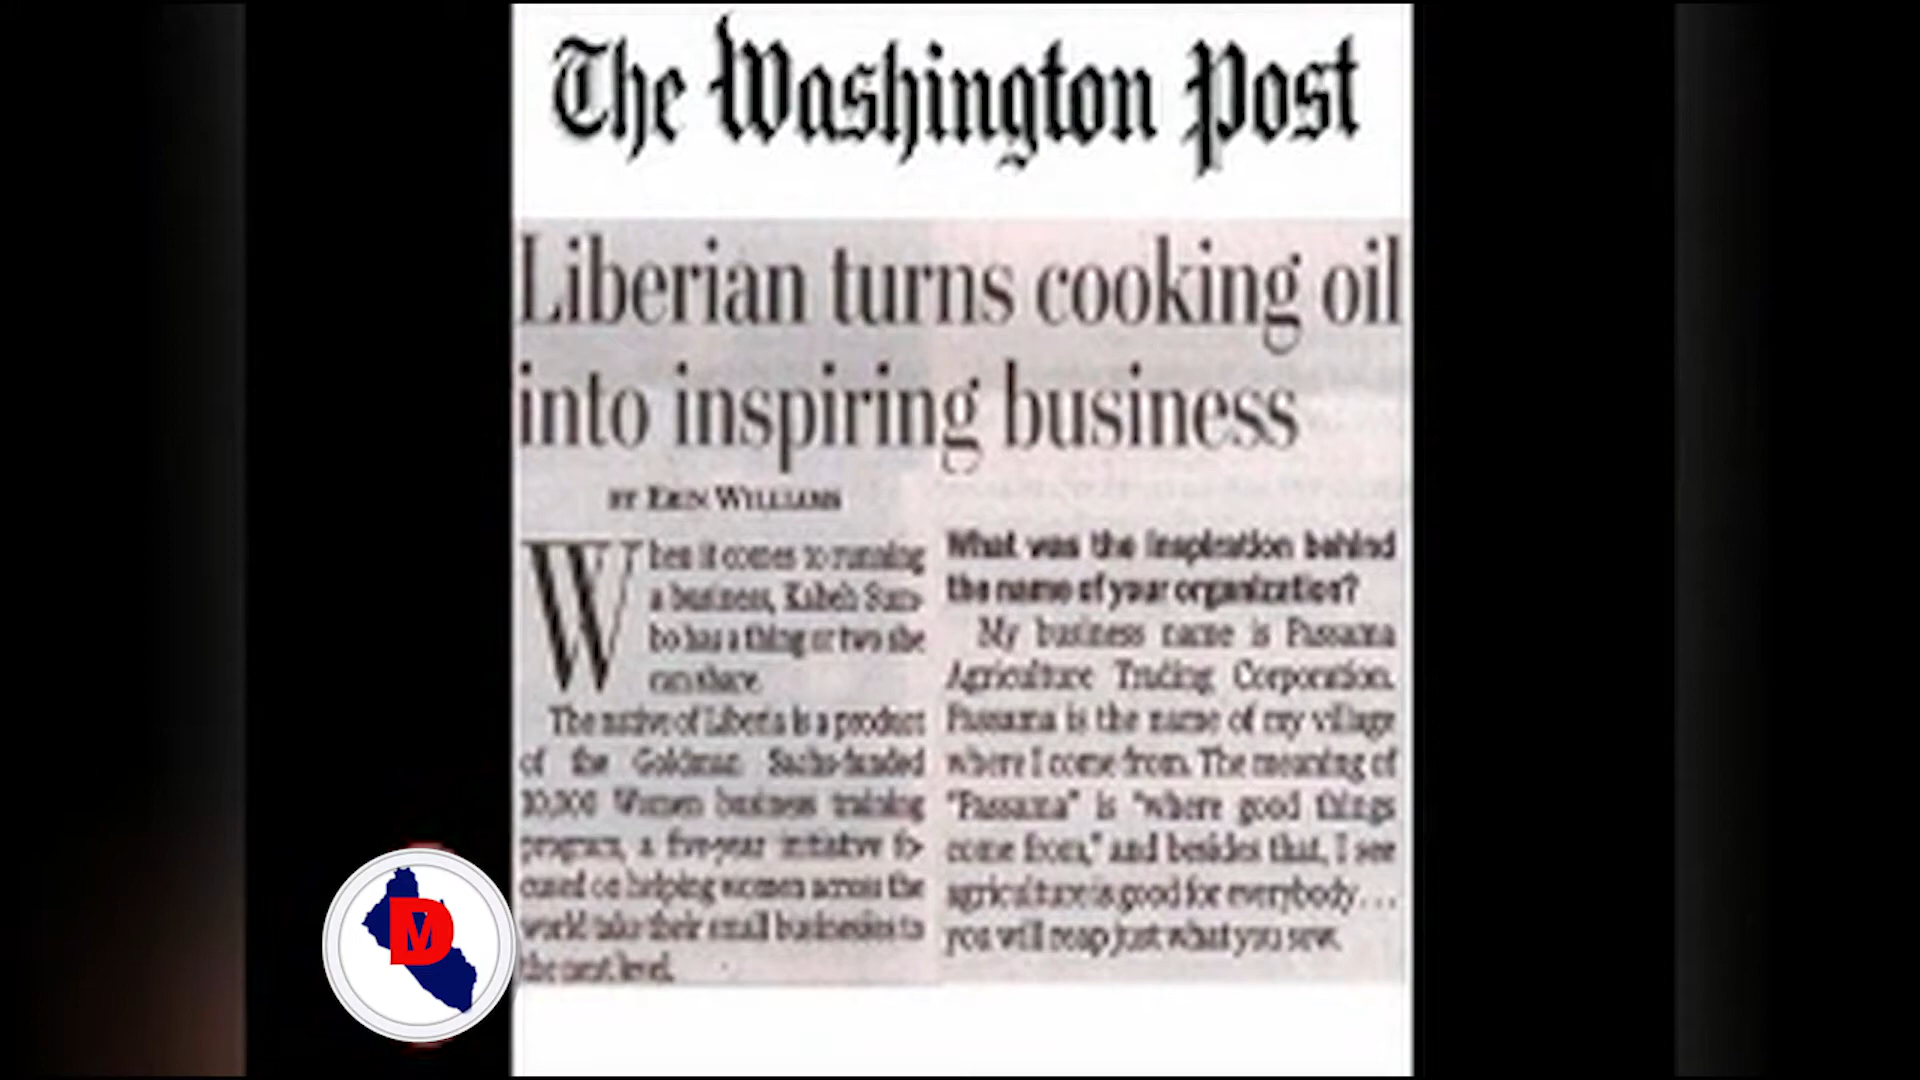 The Washington Post
Liberian turns cooking oil
into inspiring business
BY ERIN WILLIAMS
When it comes to running
a business, Kabeh Sum-
bo has a thing or two she
can share.
The native of Liberia is a product
of the Goldman Sachs-funded
10,000 Women business training
program, a five-year initiative fo-
cused on helping women across the
world take their small businesses to
the next level.
What was the inspiration behind
the name of your organization?
My business name is Passama
Agriculture Trading Corporation.
Passama is the name of my village
where I come from. The meaning of
"Passama" is "where good things
come from," and besides that, I see
agriculture is good for everybody...
you will reap just what you sow.
DM